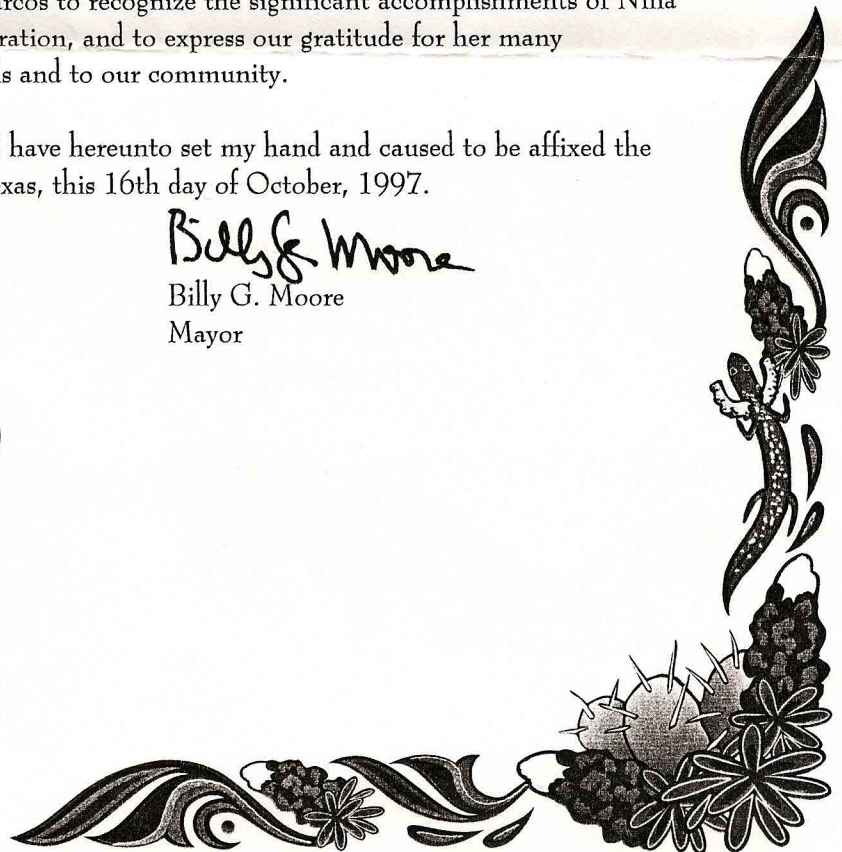 arcos to recognize the significant accomplishments of Nina
ration, and to express our gratitude for her many
s and to our community.
have hereunto set my hand and caused to be affixed the
xas, this 16th day of October, 1997.
Billy G. Moore
Billy G. Moore
Mayor